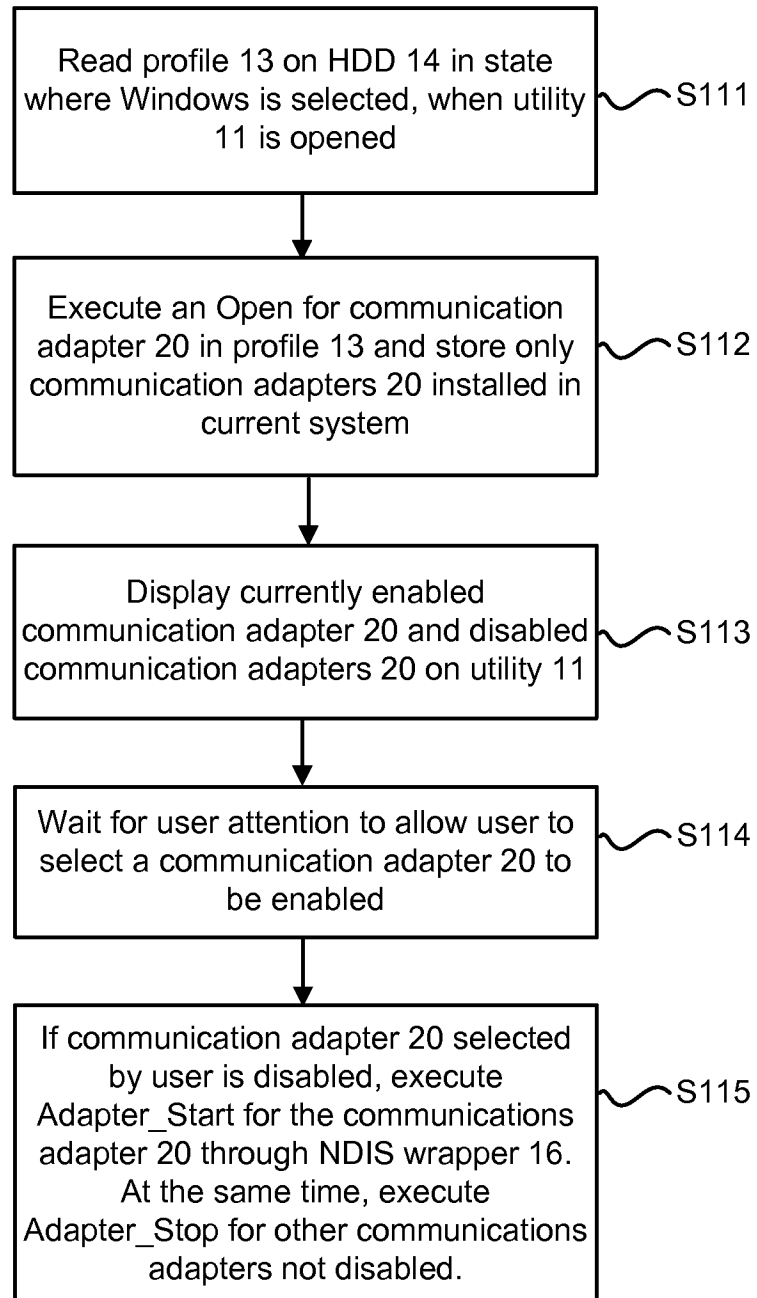 Read profile 13 on HDD 14 in state
where Windows is selected, when utility
11 is opened
S111
Execute an Open for communication
adapter 20 in profile 13 and store only
communication adapters 20 installed in
current system
S112
Display currently enabled
communication adapter 20 and disabled
communication adapters 20 on utility 11
S113
Wait for user attention to allow user to
select a communication adapter 20 to
be enabled
S114
If communication adapter 20 selected
by user is disabled, execute
Adapter_Start for the communications
adapter 20 through NDIS wrapper 16.
At the same time, execute
Adapter_Stop for other communications
adapters not disabled.
S115